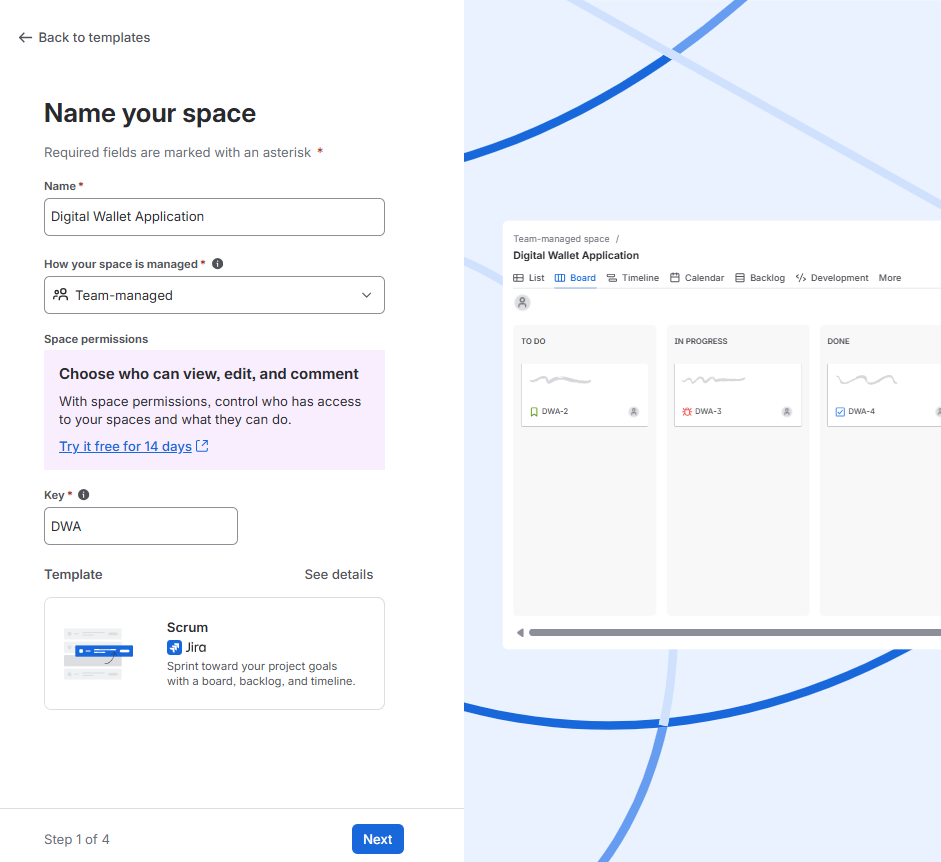 Back to templates
Name your space
Required fields are marked with an asterisk *
Name *
Digital Wallet Application
How your space is managed *
Team-managed
Space permissions
Choose who can view, edit, and comment
With space permissions, control who has access
to your spaces and what they can do.
Try it free for 14 days
Key *
DWA
Template
See details
Scrum
Jira
Sprint toward your project goals
with a board, backlog, and timeline.
Step 1 of 4
Next
Team-managed space /
Digital Wallet Application
List Board Timeline Calendar Backlog Development More
TO DO
DWA-2
IN PROGRESS
DWA-3
DONE
DWA-4